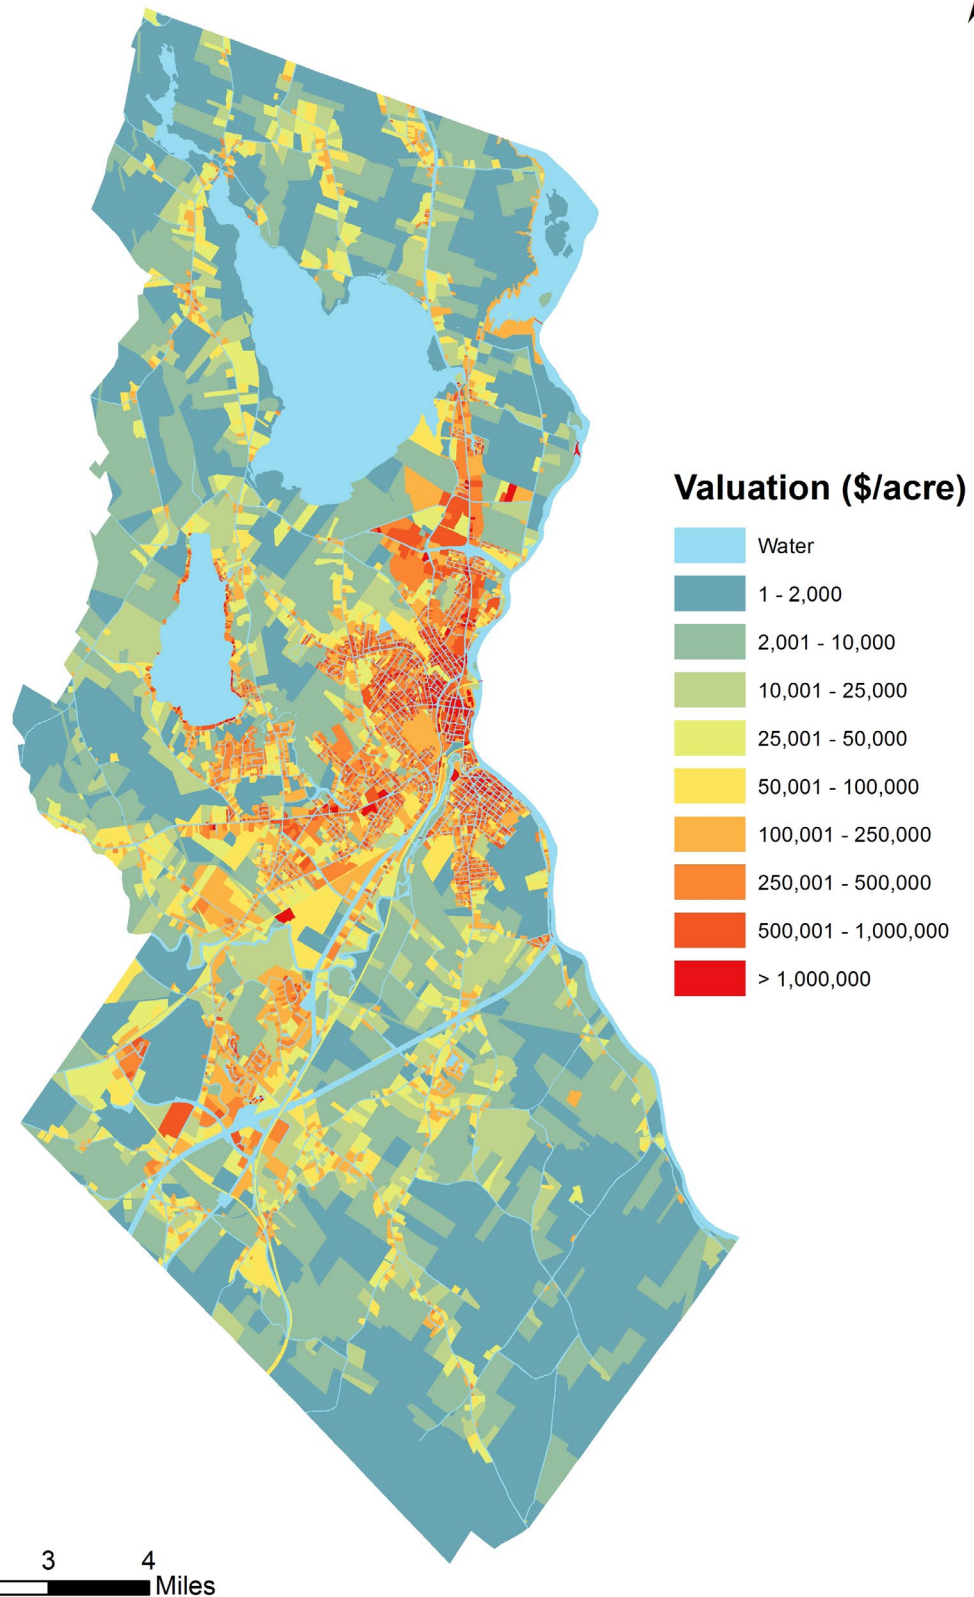 Valuation ($/acre)
Water
1 - 2,000
2,001 - 10,000
10,001 - 25,000
25,001 - 50,000
50,001 - 100,000
100,001 - 250,000
250,001 - 500,000
500,001 - 1,000,000
> 1,000,000
3 4
Miles